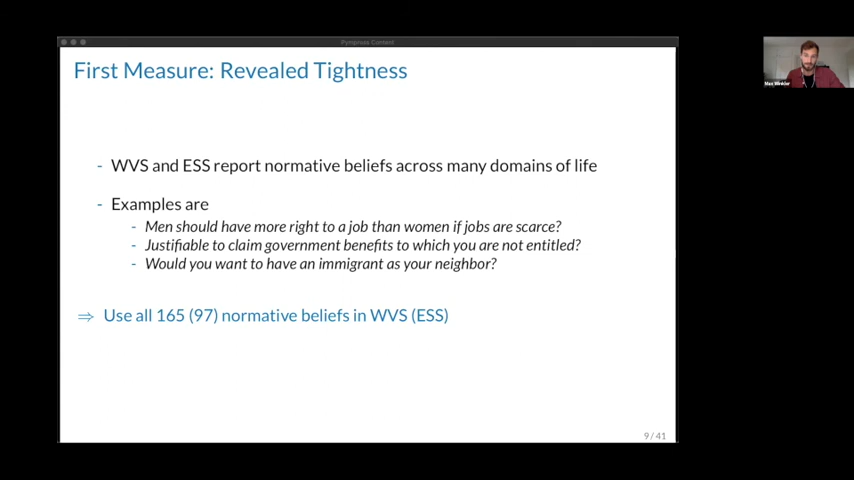 Pympress Content
First Measure: Revealed Tightness
- WVS and ESS report normative beliefs across many domains of life
- Examples are
- Men should have more right to a job than women if jobs are scarce?
- Justifiable to claim government benefits to which you are not entitled?
- Would you want to have an immigrant as your neighbor?
⇒ Use all 165 (97) normative beliefs in WVS (ESS)
9 / 41
Max Winkler